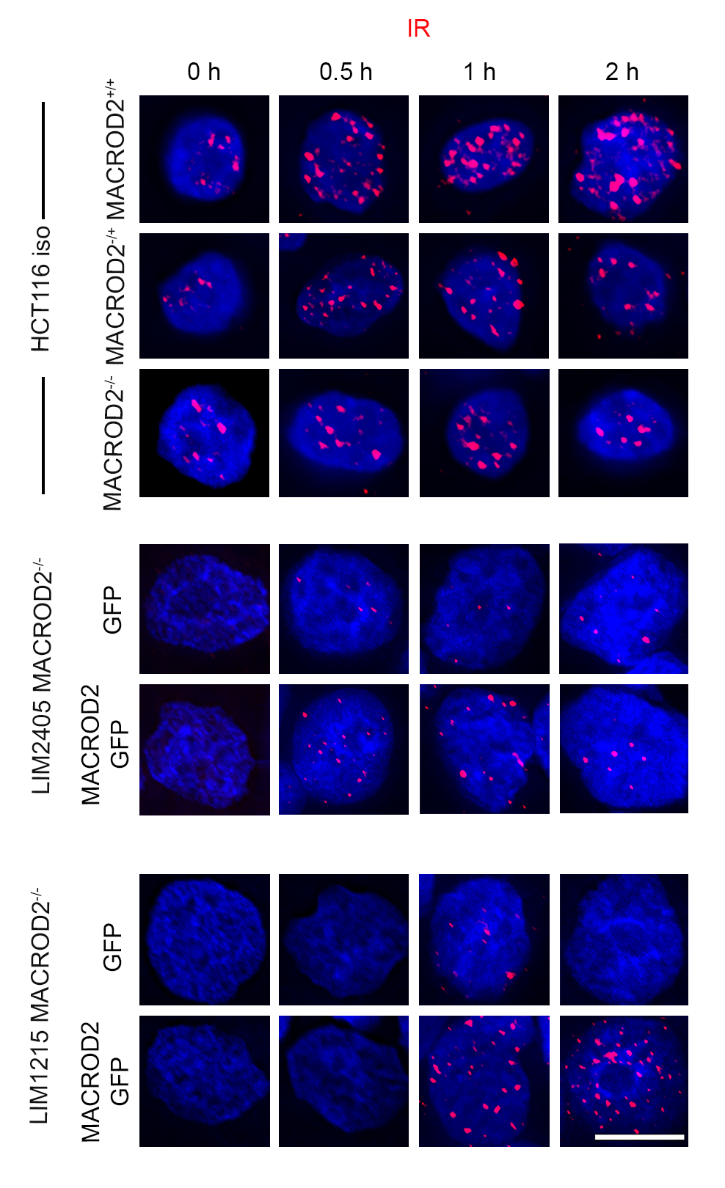 IR
0 h 0.5 h 1 h 2 h
HCT116 iso
MACROD2+/+
MACROD2-/+
MACROD2-/-
LIM2405 MACROD2-/-
GFP
MACROD2
GFP
LIM1215 MACROD2-/-
GFP
MACROD2
GFP